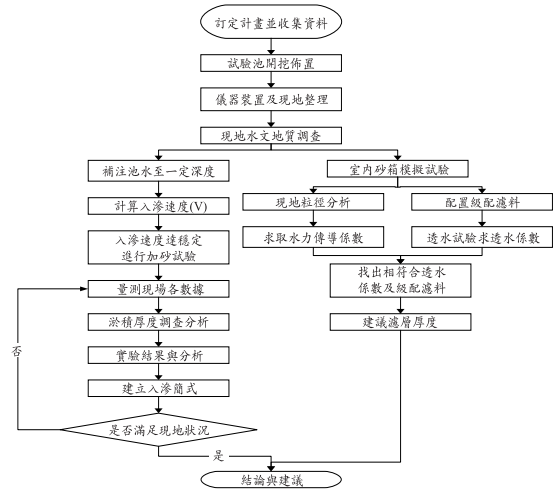 訂定計畫並收集資料
試驗池開挖佈置
儀器裝置及現地整理
現地水文地質調查
補注池水至一定深度
計算入滲速度(V)
入滲速度達穩定
進行加砂試驗
量測現場各數據
淤積厚度調查分析
實驗結果與分析
建立入滲簡式
是否滿足現地狀況
否
是
室內砂箱模擬試驗
現地粒徑分析
求取水力傳導係數
配置級配濾料
透水試驗求透水係數
找出相符合透水
係數及級配濾料
建議濾層厚度
結論與建議